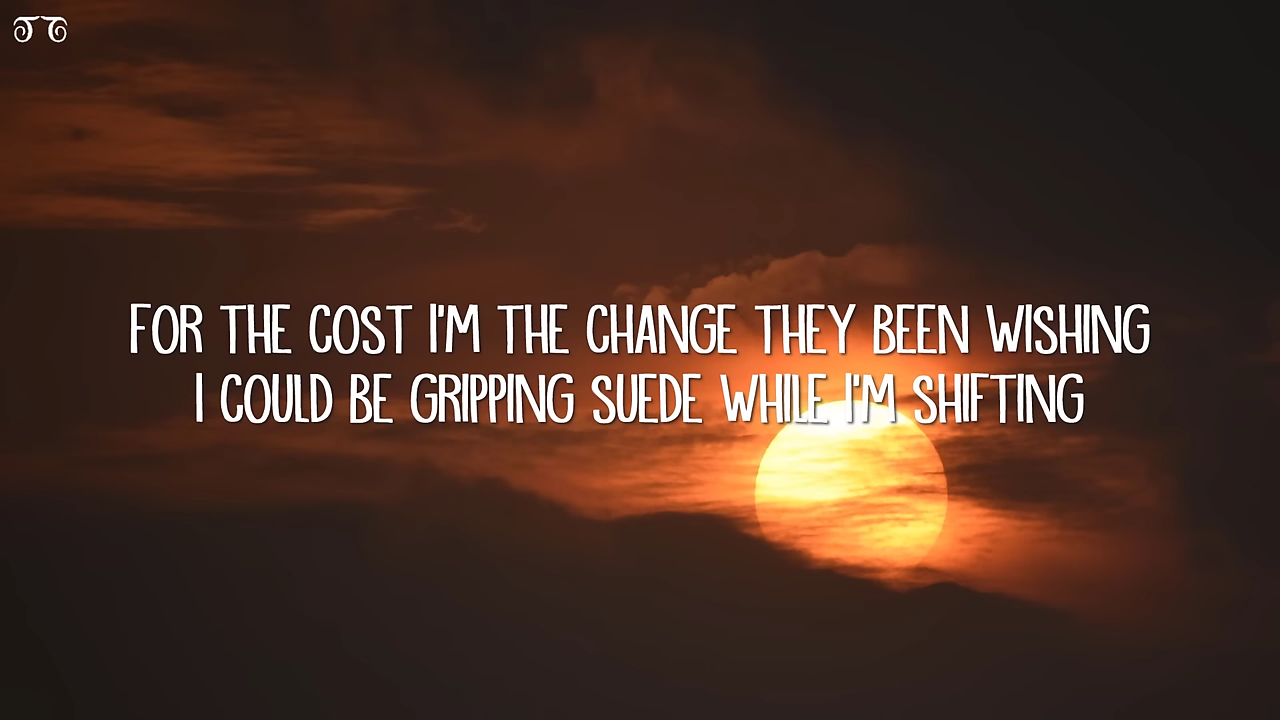 FOR THE COST I'M THE CHANGE THEY BEEN WISHING
I COULD BE GRIPPING SUEDE WHILE I'M SHIFTING